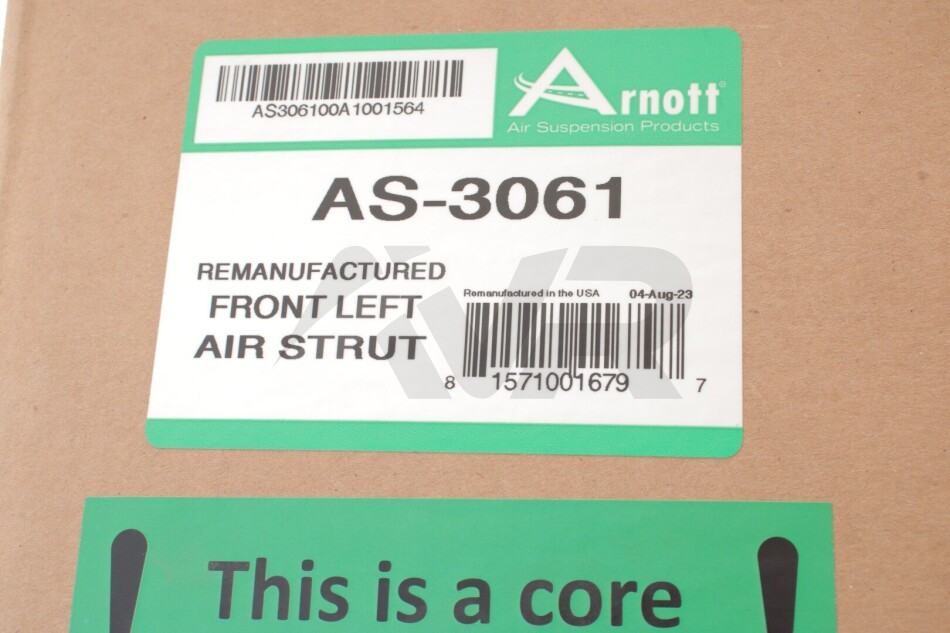 AS306100A1001564
Arnott®
Air Suspension Products
AS-3061
REMANUFACTURED
FRONT LEFT
AIR STRUT
Remanufactured in the USA 04-Aug-23
8 1571001679 7
! This is a core !